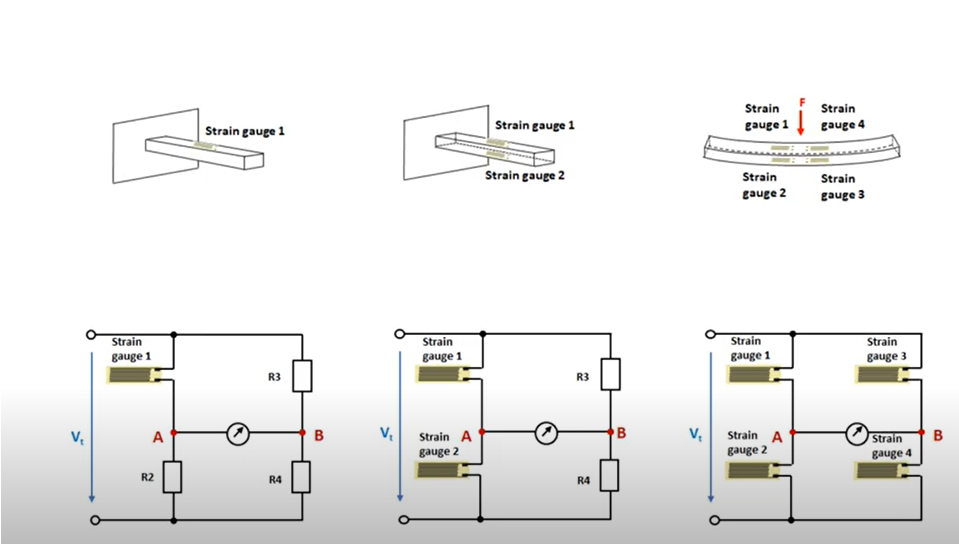 Strain gauge 1
Strain gauge 1
Strain gauge 2
F
Strain
gauge 1
Strain
gauge 4
Strain
gauge 2
Strain
gauge 3
Strain
gauge 1
R3
Vt
A
B
R2
R4
Strain
gauge 1
R3
Vt
Strain
gauge 2
A
B
R4
Strain
gauge 1
Strain
gauge 3
Vt
Strain
gauge 2
A
B
Strain
gauge 4